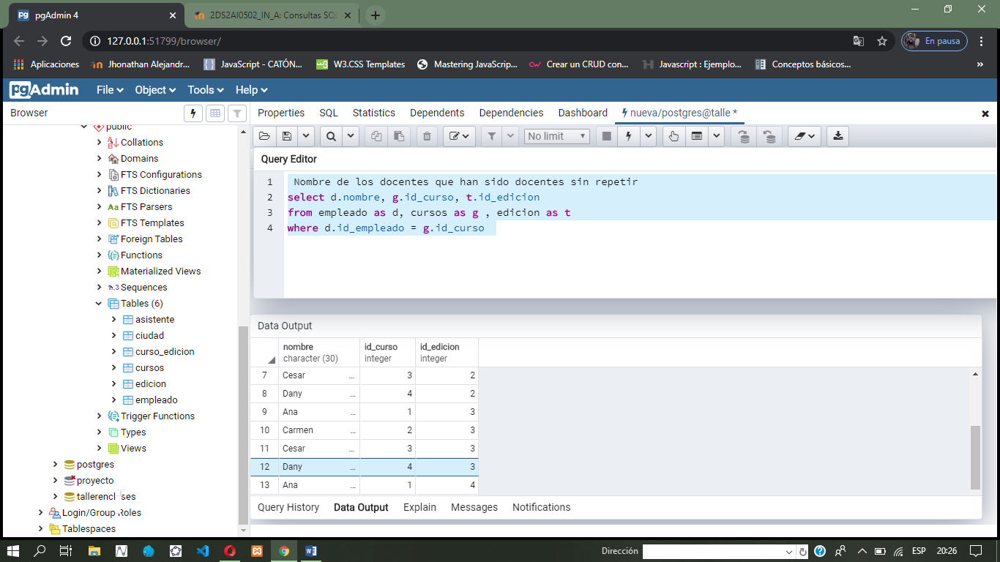 pgAdmin 4
2DS2AI0502_IN_A: Consultas SQL
127.0.0.1:51799/browser/
En pausa
Aplicaciones
Jhonathan Alejandr...
JavaScript - CATÓN...
W3.CSS Templates
Mastering JavaScrip...
Crear un CRUD con...
Javascript : Ejemplo...
Conceptos básicos...
»
pgAdmin
File
Object
Tools
Help
Browser
Properties
SQL
Statistics
Dependents
Dependencies
Dashboard
nueva/postgres@talle *
No limit
public
Collations
Domains
FTS Configurations
FTS Dictionaries
FTS Parsers
FTS Templates
Foreign Tables
Functions
Materialized Views
Sequences
Tables (6)
asistente
ciudad
curso_edicion
cursos
edicion
empleado
Trigger Functions
Types
Views
postgres
proyecto
Login/Group Roles
Tablespaces
Query Editor
1 Nombre de los docentes que han sido docentes sin repetir
2 select d.nombre, g.id_curso, t.id_edicion
3 from empleado as d, cursos as g , edicion as t
4 where d.id_empleado = g.id_curso
Data Output
nombre id_curso id_edicion
character (30) integer integer
7 Cesar ... 3 2
8 Dany ... 4 2
9 Ana ... 1 3
10 Carmen ... 2 3
11 Cesar ... 3 3
12 Dany ... 4 3
13 Ana ... 1 4
Query History
Data Output
Explain
Messages
Notifications
Dirección
ESP
20:26